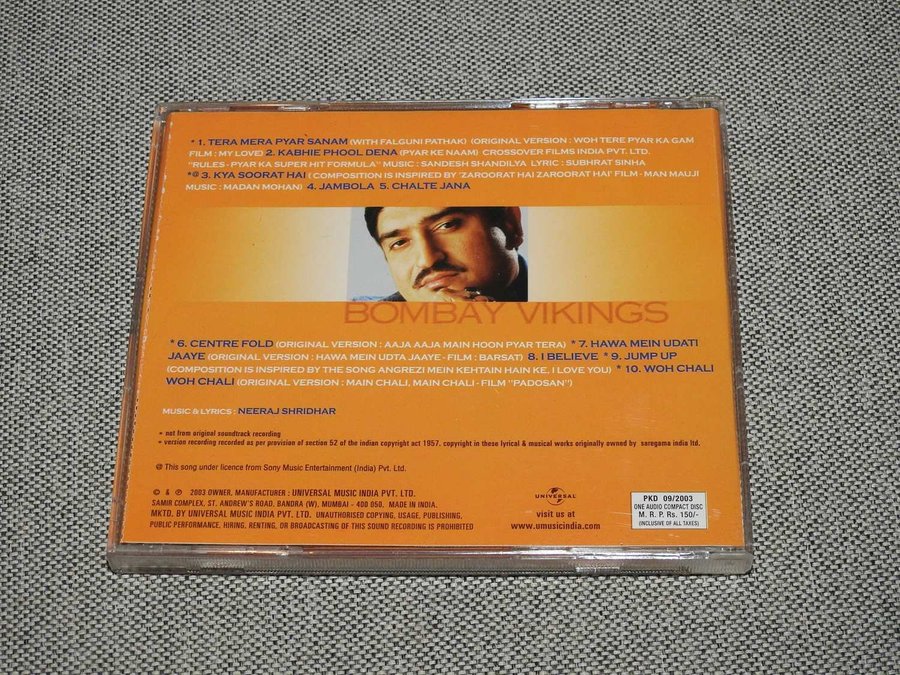 * 1. TERA MERA PYAR SANAM (WITH FALGUNI PATHAK) (ORIGINAL VERSION : WOH TERE PYAR KA GAM
FILM : MY LOVE) 2. KABHIE PHOOL DENA (PYAR KE NAAM) CROSSOVER FILMS INDIA PVT. LTD.
"RULES - PYAR KA SUPER HIT FORMULA" MUSIC : SANDESH SHANDILYA LYRIC : SUBHRAT SINHA
*@ 3. KYA SOORAT HAI ( COMPOSITION IS INSPIRED BY 'ZAROORAT HAI ZAROORAT HAI' FILM - MAN MAUJI
MUSIC : MADAN MOHAN) 4. JAMBOLA 5. CHALTE JANA
BOMBAY VIKINGS
* 6. CENTRE FOLD (ORIGINAL VERSION : AAJA AAJA MAIN HOON PYAR TERA) * 7. HAWA MEIN UDATI
JAAYE (ORIGINAL VERSION : HAWA MEIN UDTA JAAYE - FILM : BARSAT) 8. I BELIEVE * 9. JUMP UP
(COMPOSITION IS INSPIRED BY THE SONG ANGREZI MEIN KEHTAIN HAIN KE, I LOVE YOU) * 10. WOH CHALI
WOH CHALI (ORIGINAL VERSION : MAIN CHALI, MAIN CHALI - FILM "PADOSAN")
MUSIC & LYRICS : NEERAJ SHRIDHAR
* not from original soundtrack recording
* version recording recorded as per provision of section 52 of the indian copyright act 1957. copyright in these lyrical & musical works originally owned by saregama india ltd.
@ This song under licence from Sony Music Entertainment (India) Pvt. Ltd.
© & ℗ 2003 OWNER, MANUFACTURER : UNIVERSAL MUSIC INDIA PVT. LTD.
SAMIR COMPLEX, ST. ANDREW'S ROAD, BANDRA (W), MUMBAI - 400 050. MADE IN INDIA.
MKTD. BY UNIVERSAL MUSIC INDIA PVT. LTD. UNAUTHORISED COPYING, USAGE, PUBLISHING,
PUBLIC PERFORMANCE, HIRING, RENTING, OR BROADCASTING OF THIS SOUND RECORDING IS PROHIBITED
UNIVERSAL
visit us at
www.umusicindia.com
PKD 09/2003
ONE AUDIO COMPACT DISC
M. R. P. Rs. 150/-
(INCLUSIVE OF ALL TAXES)